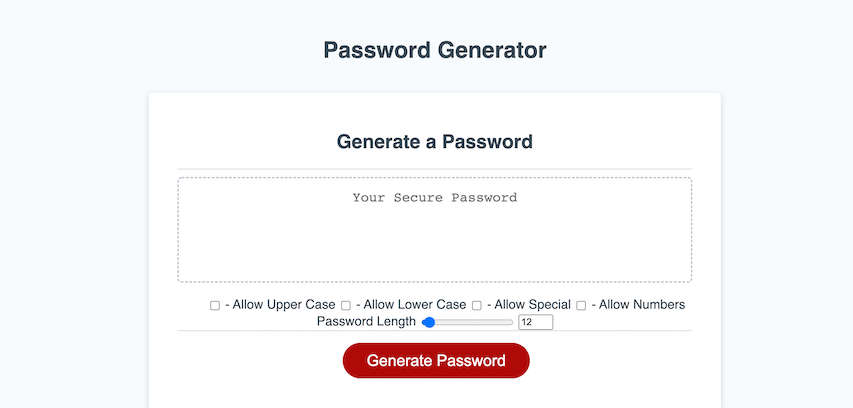 Password Generator
Generate a Password
Your Secure Password
- Allow Upper Case - Allow Lower Case - Allow Special - Allow Numbers
Password Length 12
Generate Password